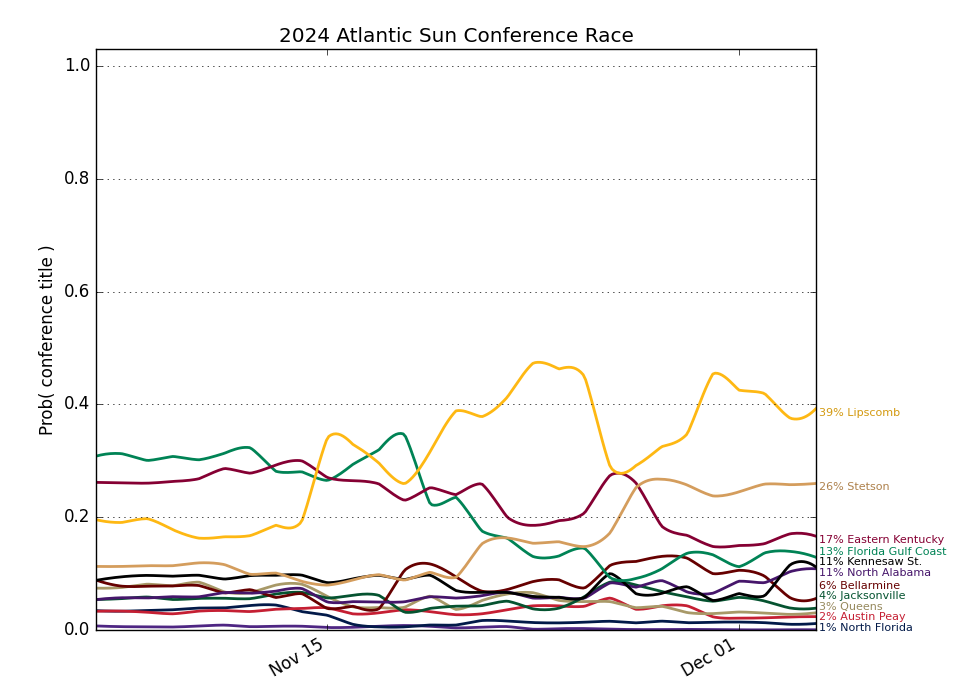 2024 Atlantic Sun Conference Race
Prob( conference title )
1.0
0.8
0.6
0.4
0.2
0.0
Nov 15
Dec 01
39% Lipscomb
26% Stetson
17% Eastern Kentucky
13% Florida Gulf Coast
11% Kennesaw St.
11% North Alabama
6% Bellarmine
4% Jacksonville
3% Queens
2% Austin Peay
1% North Florida